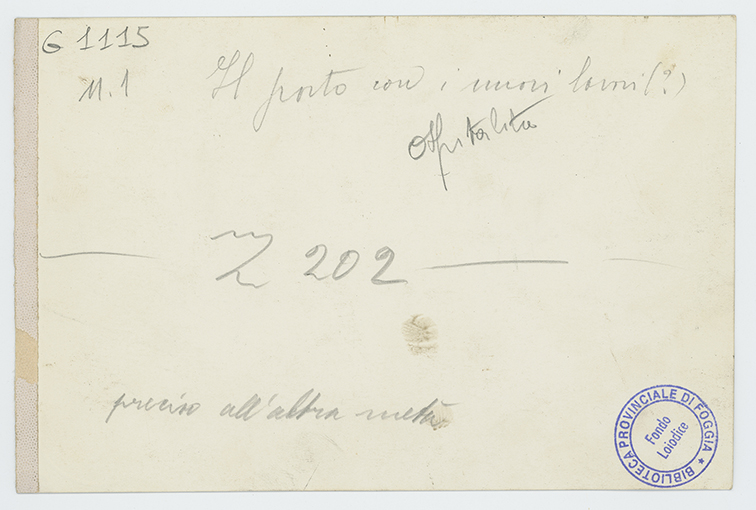 G 1115
N. 1
Il porto con i nuovi lavori (?)
Ospitalità
Z 202
preciso all'altra metà
BIBLIOTECA PROVINCIALE DI FOGGIA *
Fondo
Loiodice